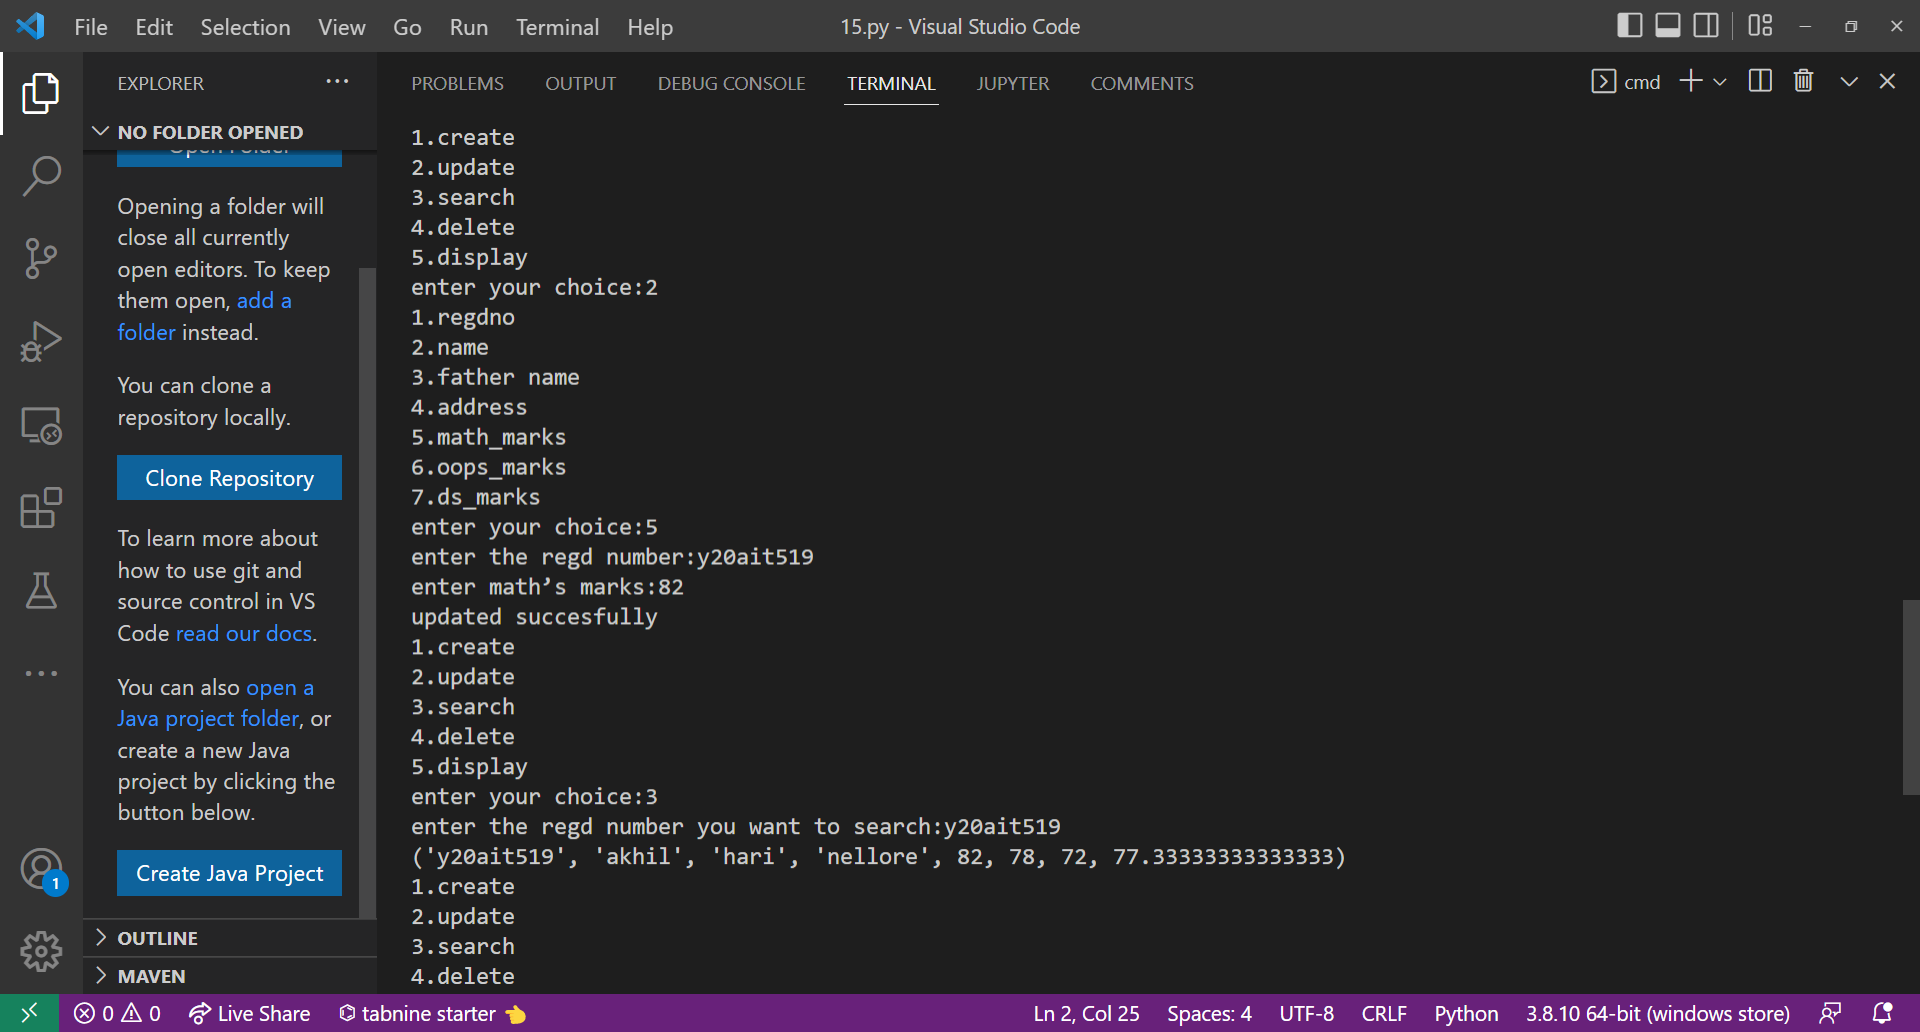 File Edit Selection View Go Run Terminal Help
15.py - Visual Studio Code
EXPLORER
NO FOLDER OPENED
Open Folder
Opening a folder will
close all currently
open editors. To keep
them open, add a
folder instead.
You can clone a
repository locally.
Clone Repository
To learn more about
how to use git and
source control in VS
Code read our docs.
You can also open a
Java project folder, or
create a new Java
project by clicking the
button below.
Create Java Project
OUTLINE
MAVEN
1
PROBLEMS OUTPUT DEBUG CONSOLE TERMINAL JUPYTER COMMENTS
cmd
1.create
2.update
3.search
4.delete
5.display
enter your choice:2
1.regdno
2.name
3.father name
4.address
5.math_marks
6.oops_marks
7.ds_marks
enter your choice:5
enter the regd number:y20ait519
enter math’s marks:82
updated succesfully
1.create
2.update
3.search
4.delete
5.display
enter your choice:3
enter the regd number you want to search:y20ait519
('y20ait519', 'akhil', 'hari', 'nellore', 82, 78, 72, 77.33333333333333)
1.create
2.update
3.search
4.delete
0 0 Live Share tabnine starter
Ln 2, Col 25 Spaces: 4 UTF-8 CRLF Python 3.8.10 64-bit (windows store)